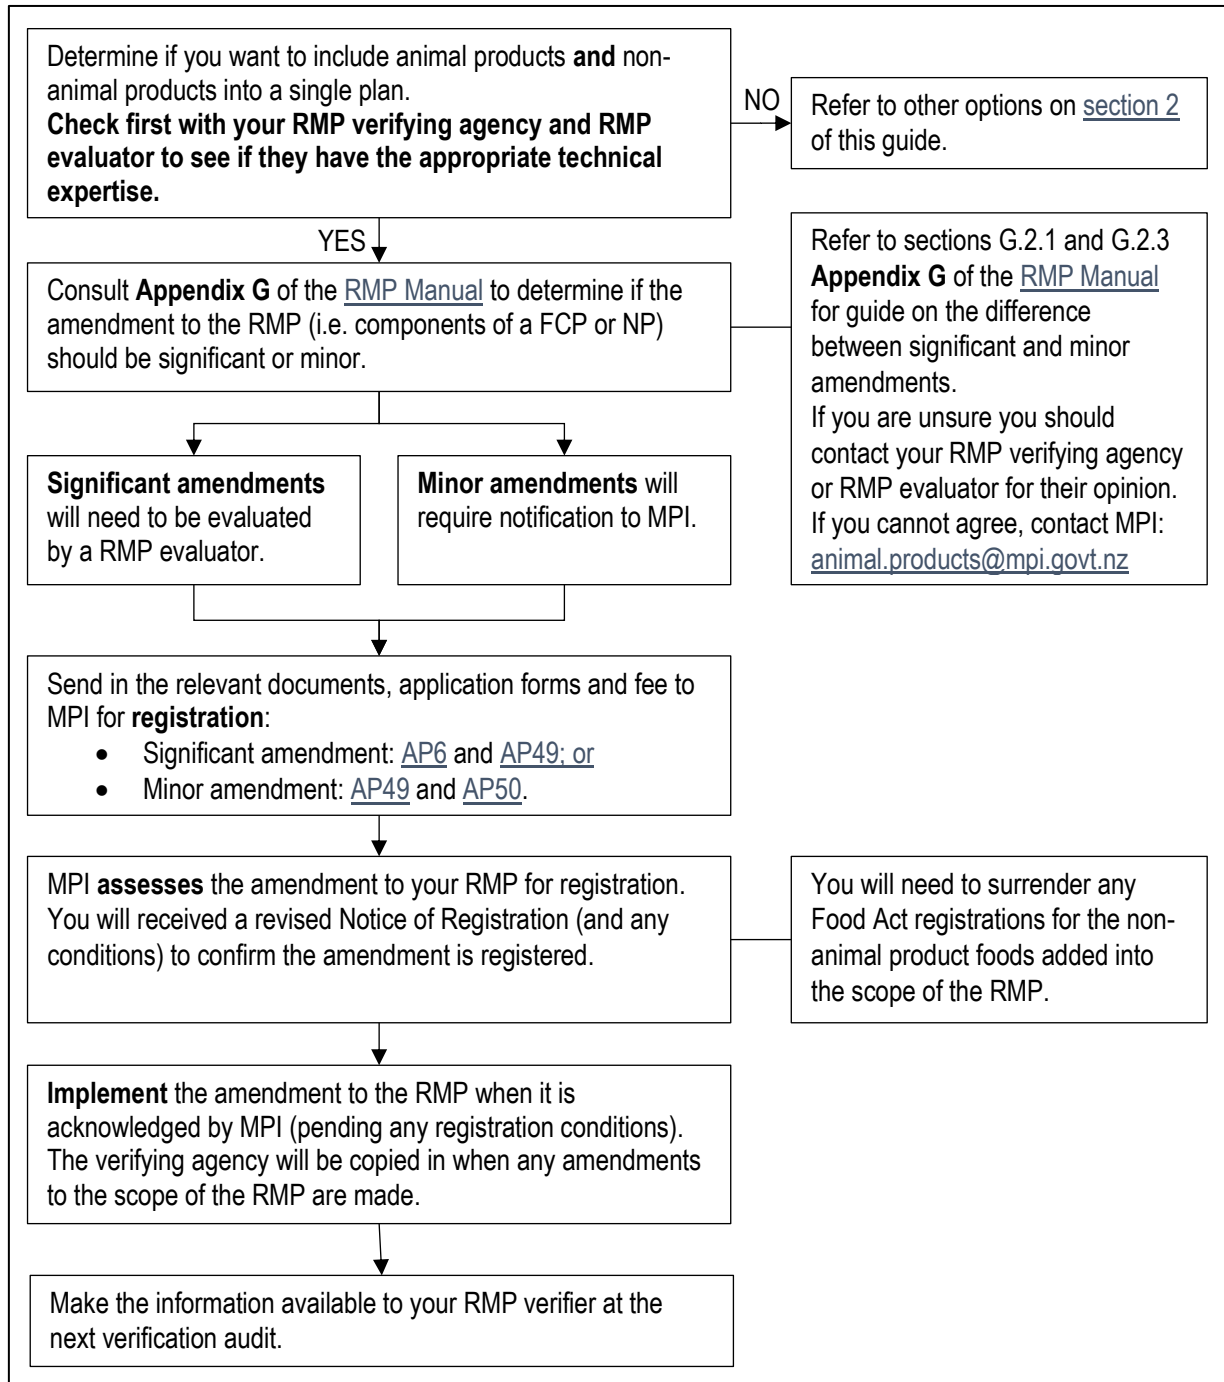 Determine if you want to include animal products and non-
animal products into a single plan.
Check first with your RMP verifying agency and RMP
evaluator to see if they have the appropriate technical
expertise.
NO
Refer to other options on section 2
of this guide.
YES
Consult Appendix G of the RMP Manual to determine if the
amendment to the RMP (i.e. components of a FCP or NP)
should be significant or minor.
Refer to sections G.2.1 and G.2.3
Appendix G of the RMP Manual
for guide on the difference
between significant and minor
amendments.
If you are unsure you should
contact your RMP verifying agency
or RMP evaluator for their opinion.
If you cannot agree, contact MPI:
animal.products@mpi.govt.nz
Significant amendments
will need to be evaluated
by a RMP evaluator.
Minor amendments will
require notification to MPI.
Send in the relevant documents, application forms and fee to
MPI for registration:
• Significant amendment: AP6 and AP49; or
• Minor amendment: AP49 and AP50.
MPI assesses the amendment to your RMP for registration.
You will received a revised Notice of Registration (and any
conditions) to confirm the amendment is registered.
You will need to surrender any
Food Act registrations for the non-
animal product foods added into
the scope of the RMP.
Implement the amendment to the RMP when it is
acknowledged by MPI (pending any registration conditions).
The verifying agency will be copied in when any amendments
to the scope of the RMP are made.
Make the information available to your RMP verifier at the
next verification audit.